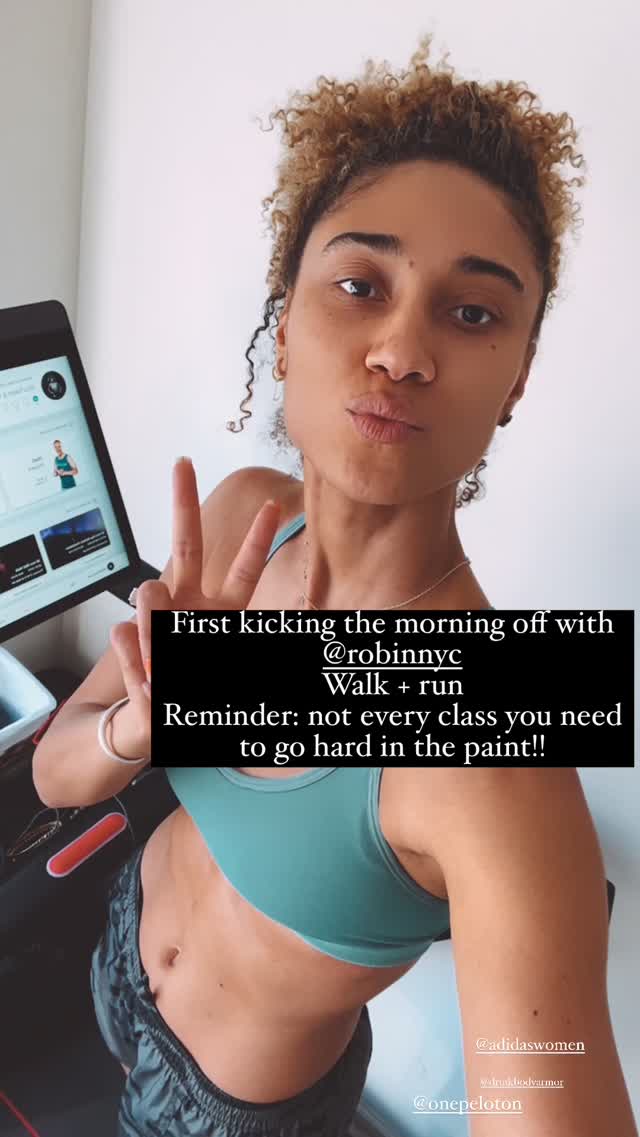 First kicking the morning off with
@robinnyc
Walk + run
Reminder: not every class you need
to go hard in the paint!!
@adidaswomen
@drinkbodyarmor
@onepeloton